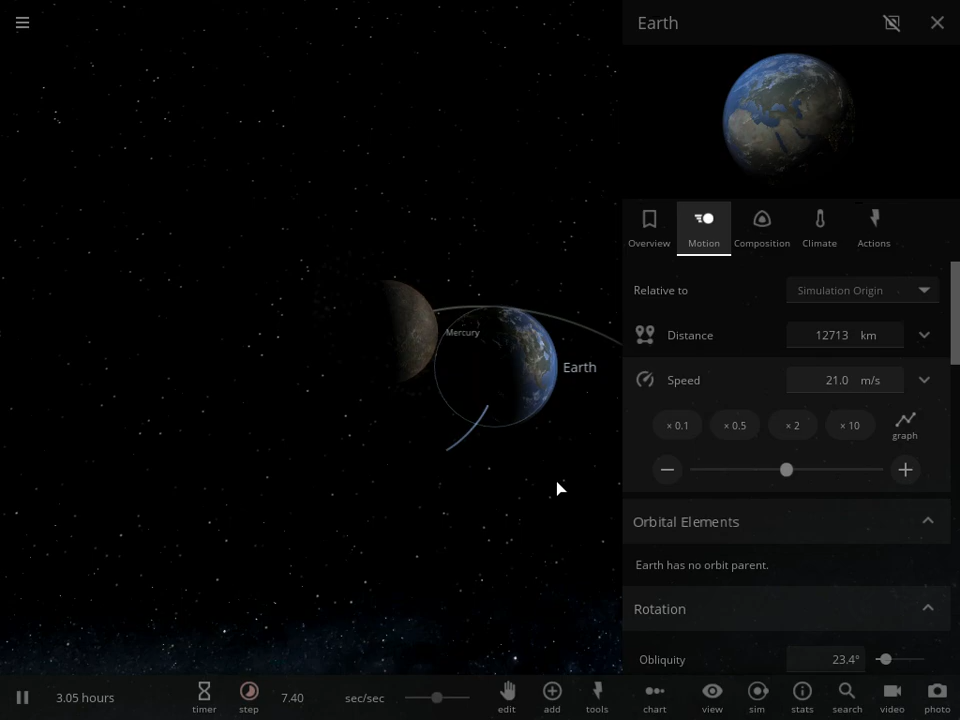 Earth
Overview
Motion
Composition
Climate
Actions
Relative to
Simulation Origin
Distance
12713 km
Speed
21.0 m/s
× 0.1
× 0.5
× 2
× 10
graph
Orbital Elements
Earth has no orbit parent.
Rotation
Obliquity
23.4°
Mercury
Earth
3.05 hours
timer
step
7.40
sec/sec
edit
add
tools
chart
view
sim
stats
search
video
photo